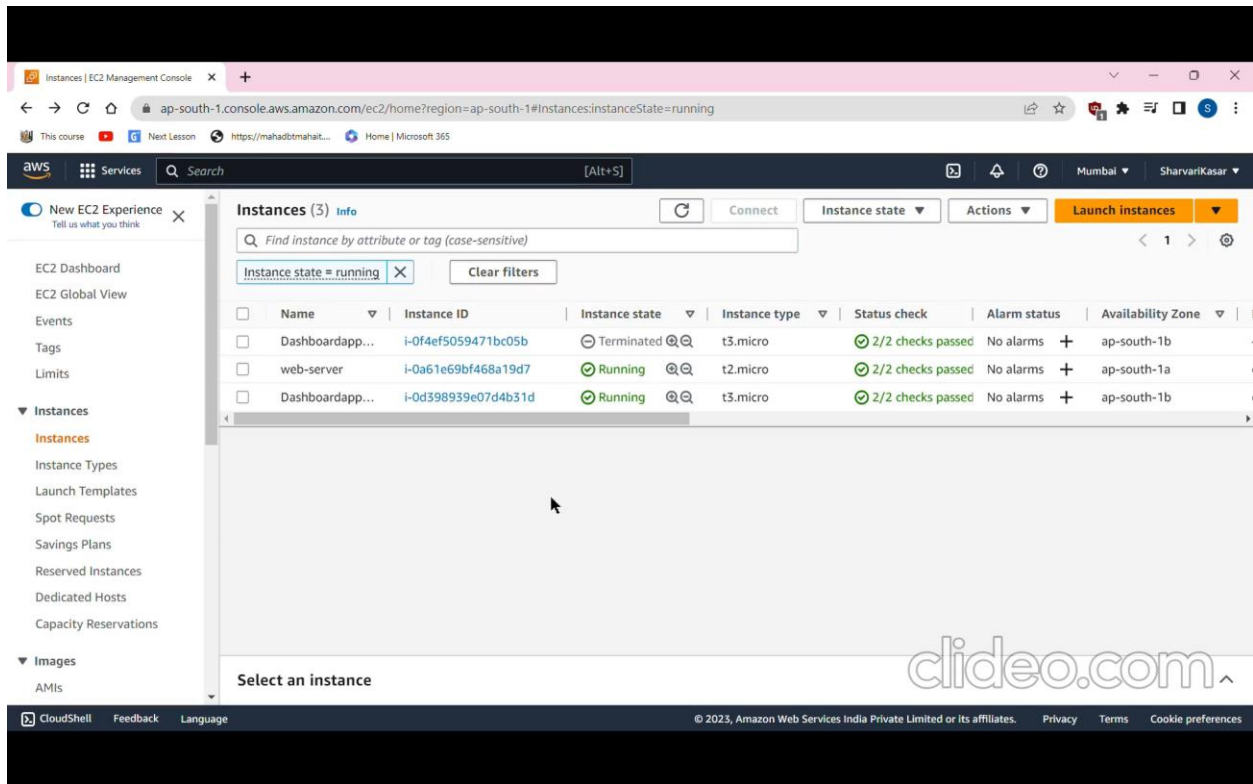 Instances | EC2 Management Console
ap-south-1.console.aws.amazon.com/ec2/home?region=ap-south-1#Instances:instanceState=running
This course Next Lesson https://mahadbtmahait.... Home | Microsoft 365
aws Services Search [Alt+S] Mumbai SharvariKasar
New EC2 Experience
Tell us what you think
EC2 Dashboard
EC2 Global View
Events
Tags
Limits
Instances
Instances
Instance Types
Launch Templates
Spot Requests
Savings Plans
Reserved Instances
Dedicated Hosts
Capacity Reservations
Images
AMIs
Instances (3) Info Connect Instance state Actions Launch instances
Find instance by attribute or tag (case-sensitive) 1
Instance state = running Clear filters
Name Instance ID Instance state Instance type Status check Alarm status Availability Zone
Dashboardapp... i-0f4ef5059471bc05b Terminated t3.micro 2/2 checks passed No alarms + ap-south-1b
web-server i-0a61e69bf468a19d7 Running t2.micro 2/2 checks passed No alarms + ap-south-1a
Dashboardapp... i-0d398939e07d4b31d Running t3.micro 2/2 checks passed No alarms + ap-south-1b
Select an instance
clideo.com
CloudShell Feedback Language © 2023, Amazon Web Services India Private Limited or its affiliates. Privacy Terms Cookie preferences